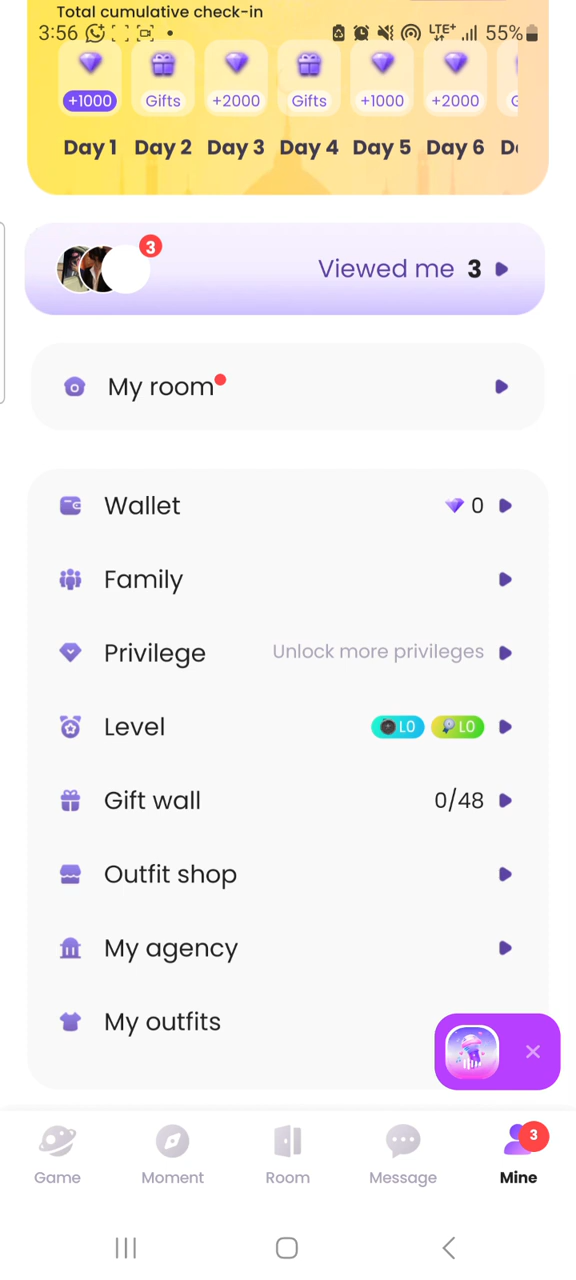 Total cumulative check-in
3:56 LTE+ 55%
+1000 Gifts +2000 Gifts +1000 +2000
Day 1 Day 2 Day 3 Day 4 Day 5 Day 6
3
Viewed me 3
My room
Wallet 0
Family
Privilege Unlock more privileges
Level L0 L0
Gift wall 0/48
Outfit shop
My agency
My outfits
3
Game Moment Room Message Mine